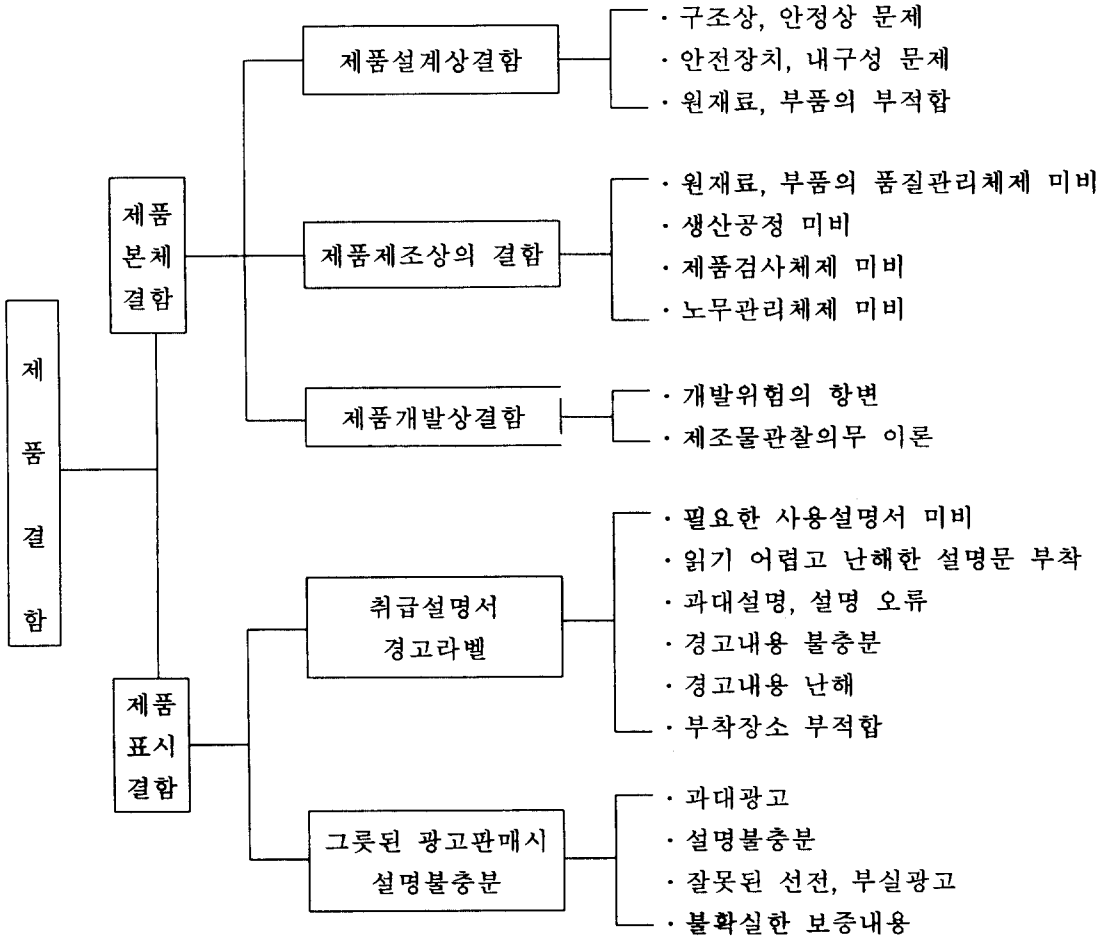 제품결함
제품
본체
결함
제품설계상결함
· 구조상, 안정상 문제
· 안전장치, 내구성 문제
· 원재료, 부품의 부적합
제품제조상의 결함
· 원재료, 부품의 품질관리체제 미비
· 생산공정 미비
· 제품검사체제 미비
· 노무관리체제 미비
제품개발상결함
· 개발위험의 항변
· 제조물관찰의무 이론
제품
표시
결함
취급설명서
경고라벨
· 필요한 사용설명서 미비
· 읽기 어렵고 난해한 설명문 부착
· 과대설명, 설명 오류
· 경고내용 불충분
· 경고내용 난해
· 부착장소 부적합
그릇된 광고판매시
설명불충분
· 과대광고
· 설명불충분
· 잘못된 선전, 부실광고
· 불확실한 보증내용